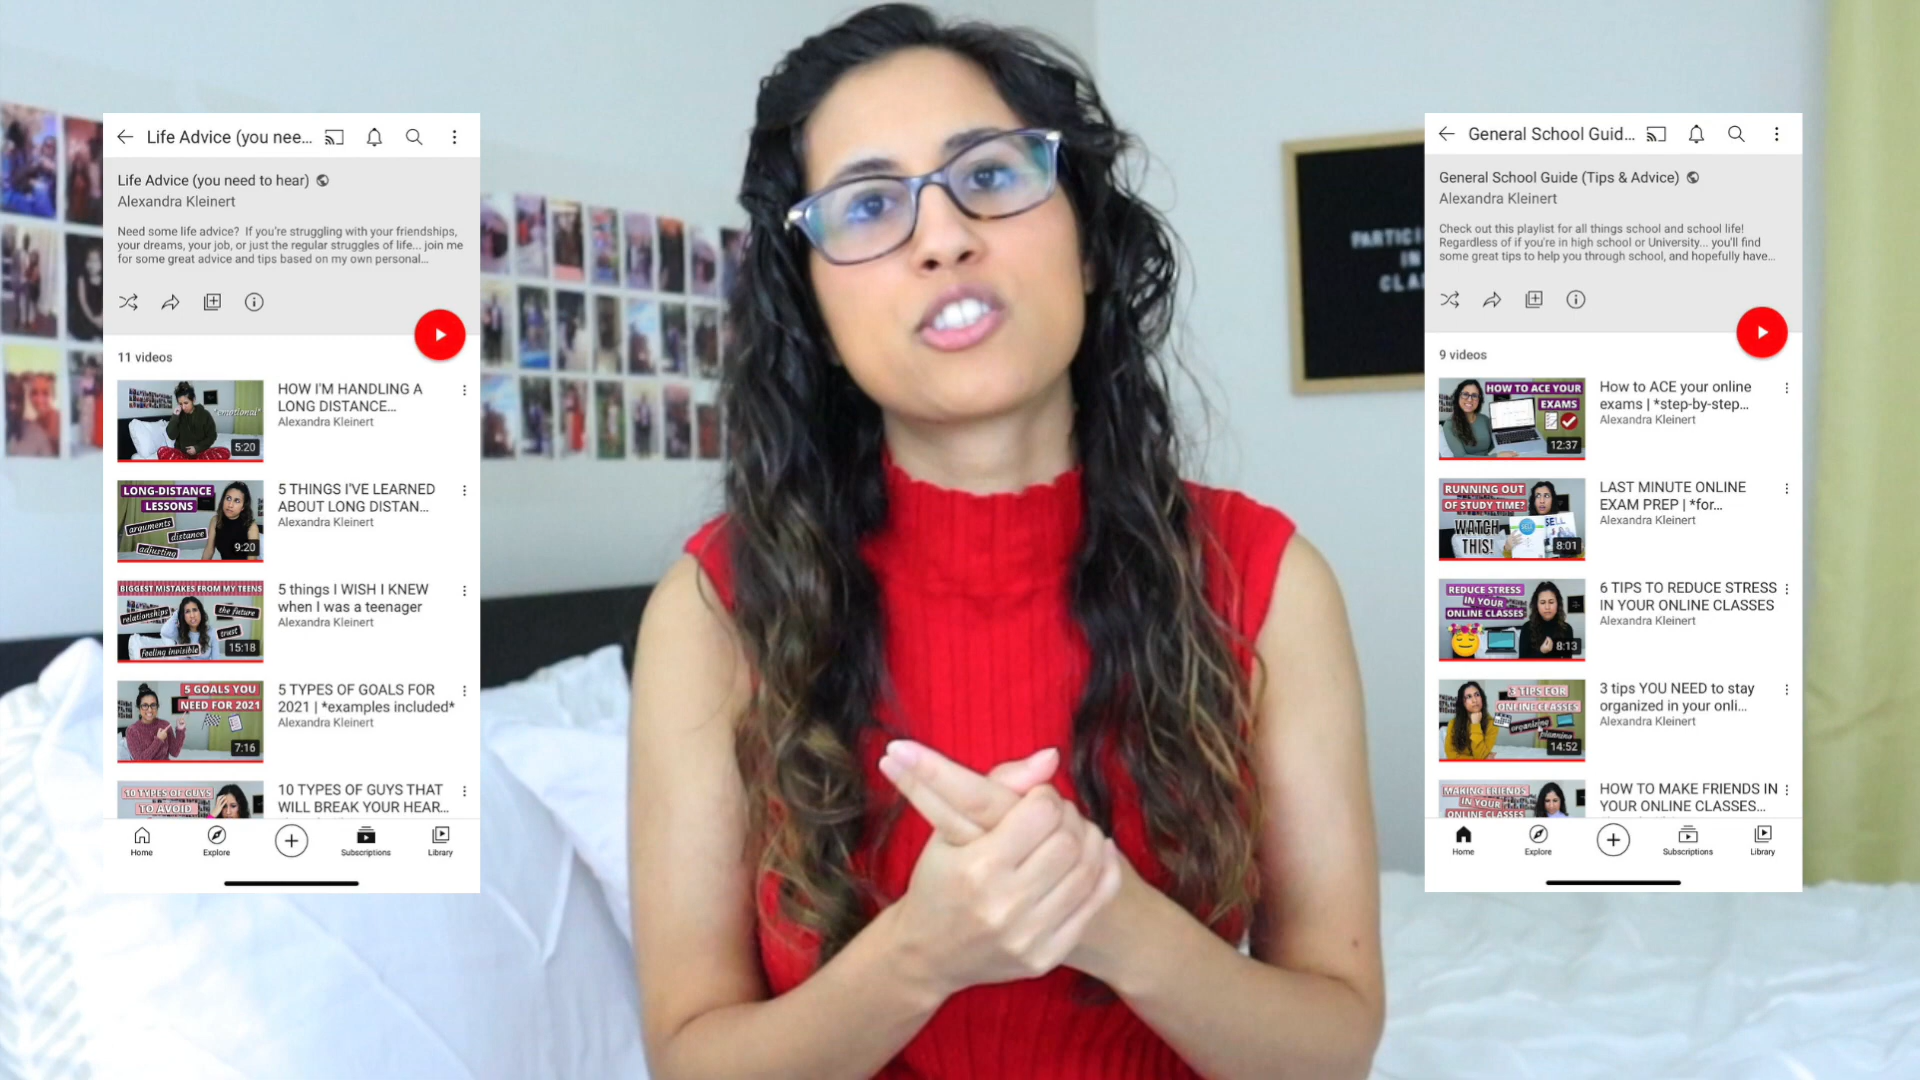 Life Advice (you nee...
Life Advice (you need to hear)
Alexandra Kleinert
Need some life advice? If you're struggling with your friendships,
your dreams, your job, or just the regular struggles of life... join me
for some great advice and tips based on my own personal...
11 videos
*emotional*
5:20
HOW I'M HANDLING A
LONG DISTANCE...
Alexandra Kleinert
LONG-DISTANCE
LESSONS
arguments
distance
adjusting
9:20
5 THINGS I'VE LEARNED
ABOUT LONG DISTAN...
Alexandra Kleinert
BIGGEST MISTAKES FROM MY TEENS
relationships
the future
trust
feeling invisible
15:18
5 things I WISH I KNEW
when I was a teenager
Alexandra Kleinert
5 GOALS YOU
NEED FOR 2021
7:16
5 TYPES OF GOALS FOR
2021 | *examples included*
Alexandra Kleinert
10 TYPES OF GUYS
TO AVOID
10 TYPES OF GUYS THAT
WILL BREAK YOUR HEAR...
Home
Explore
Subscriptions
Library
PARTICI
IN
CLA
General School Guid...
General School Guide (Tips & Advice)
Alexandra Kleinert
Check out this playlist for all things school and school life!
Regardless of if you're in high school or University... you'll find
some great tips to help you through school, and hopefully have...
9 videos
HOW TO ACE YOUR
EXAMS
12:37
How to ACE your online
exams | *step-by-step...
Alexandra Kleinert
RUNNING OUT
OF STUDY TIME?
WATCH
THIS!
SELL
8:01
LAST MINUTE ONLINE
EXAM PREP | *for...
Alexandra Kleinert
REDUCE STRESS
IN YOUR
ONLINE CLASSES
8:13
6 TIPS TO REDUCE STRESS
IN YOUR ONLINE CLASSES
Alexandra Kleinert
3 TIPS FOR
ONLINE CLASSES
organizing
planning
14:52
3 tips YOU NEED to stay
organized in your onli...
Alexandra Kleinert
MAKING FRIENDS
IN YOUR
ONLINE CLASSES
HOW TO MAKE FRIENDS IN
YOUR ONLINE CLASSES...
Home
Explore
Subscriptions
Library